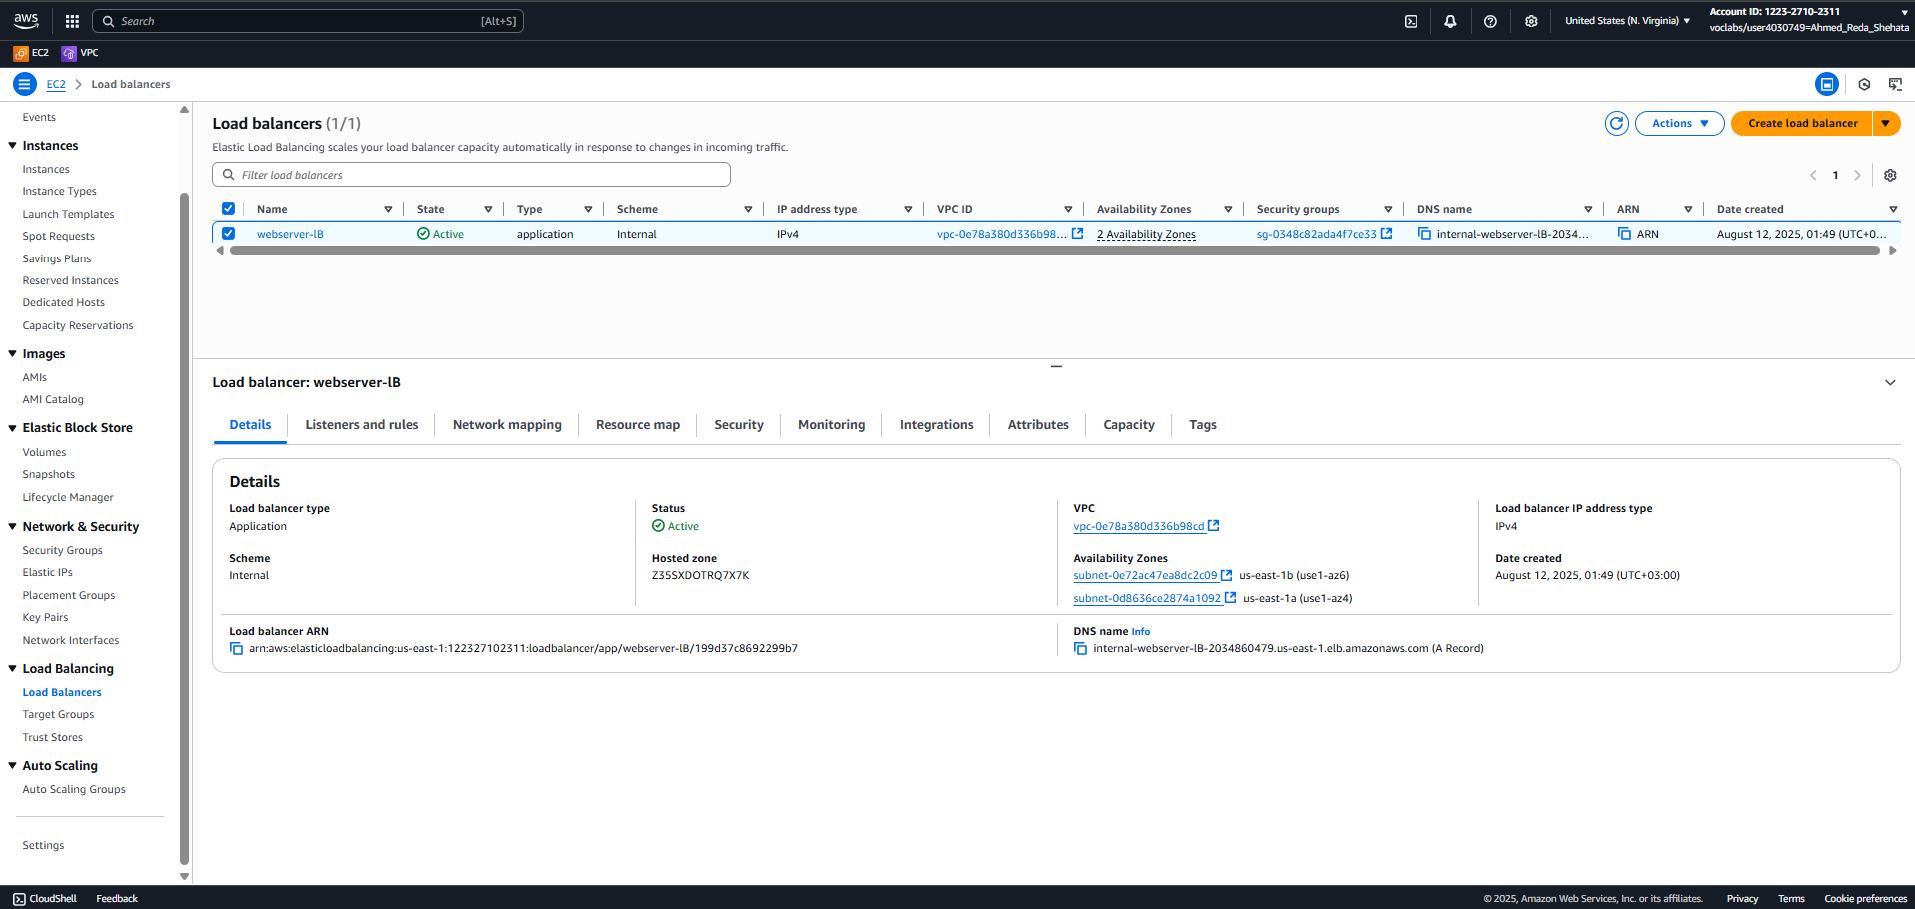 aws
Search [Alt+S]
United States (N. Virginia)
Account ID: 1223-2710-2311
voclabs/user4030749=Ahmed_Reda_Shehata
EC2 VPC
EC2 Load balancers
Events
Instances
Instances
Instance Types
Launch Templates
Spot Requests
Savings Plans
Reserved Instances
Dedicated Hosts
Capacity Reservations
Images
AMIs
AMI Catalog
Elastic Block Store
Volumes
Snapshots
Lifecycle Manager
Network & Security
Security Groups
Elastic IPs
Placement Groups
Key Pairs
Network Interfaces
Load Balancing
Load Balancers
Target Groups
Trust Stores
Auto Scaling
Auto Scaling Groups
Settings
Load balancers (1/1)
Actions
Create load balancer
Elastic Load Balancing scales your load balancer capacity automatically in response to changes in incoming traffic.
Filter load balancers
1
Name State Type Scheme IP address type VPC ID Availability Zones Security groups DNS name ARN Date created
webserver-lB Active application Internal IPv4 vpc-0e78a380d336b98... 2 Availability Zones sg-0348c82ada4f7ce33 internal-webserver-lB-2034... ARN August 12, 2025, 01:49 (UTC+0...
Load balancer: webserver-lB
Details Listeners and rules Network mapping Resource map Security Monitoring Integrations Attributes Capacity Tags
Details
Load balancer type
Application
Status
Active
VPC
vpc-0e78a380d336b98cd
Load balancer IP address type
IPv4
Scheme
Internal
Hosted zone
Z35SXDOTRQ7X7K
Availability Zones
subnet-0e72ac47ea8dc2c09 us-east-1b (use1-az6)
subnet-0d8636ce2874a1092 us-east-1a (use1-az4)
Date created
August 12, 2025, 01:49 (UTC+03:00)
Load balancer ARN
arn:aws:elasticloadbalancing:us-east-1:122327102311:loadbalancer/app/webserver-lB/199d37c8692299b7
DNS name Info
internal-webserver-lB-2034860479.us-east-1.elb.amazonaws.com (A Record)
CloudShell Feedback
© 2025, Amazon Web Services, Inc. or its affiliates. Privacy Terms Cookie preferences